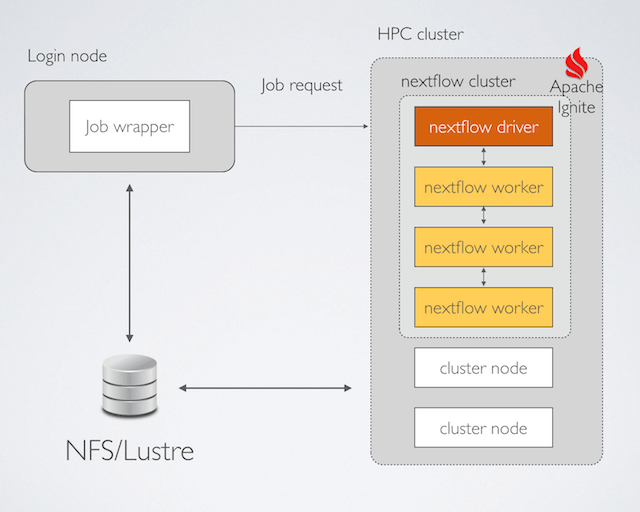 HPC cluster
Login node
Job request
nextflow cluster
Apache
Ignite
Job wrapper
nextflow driver
nextflow worker
nextflow worker
nextflow worker
cluster node
cluster node
NFS/Lustre